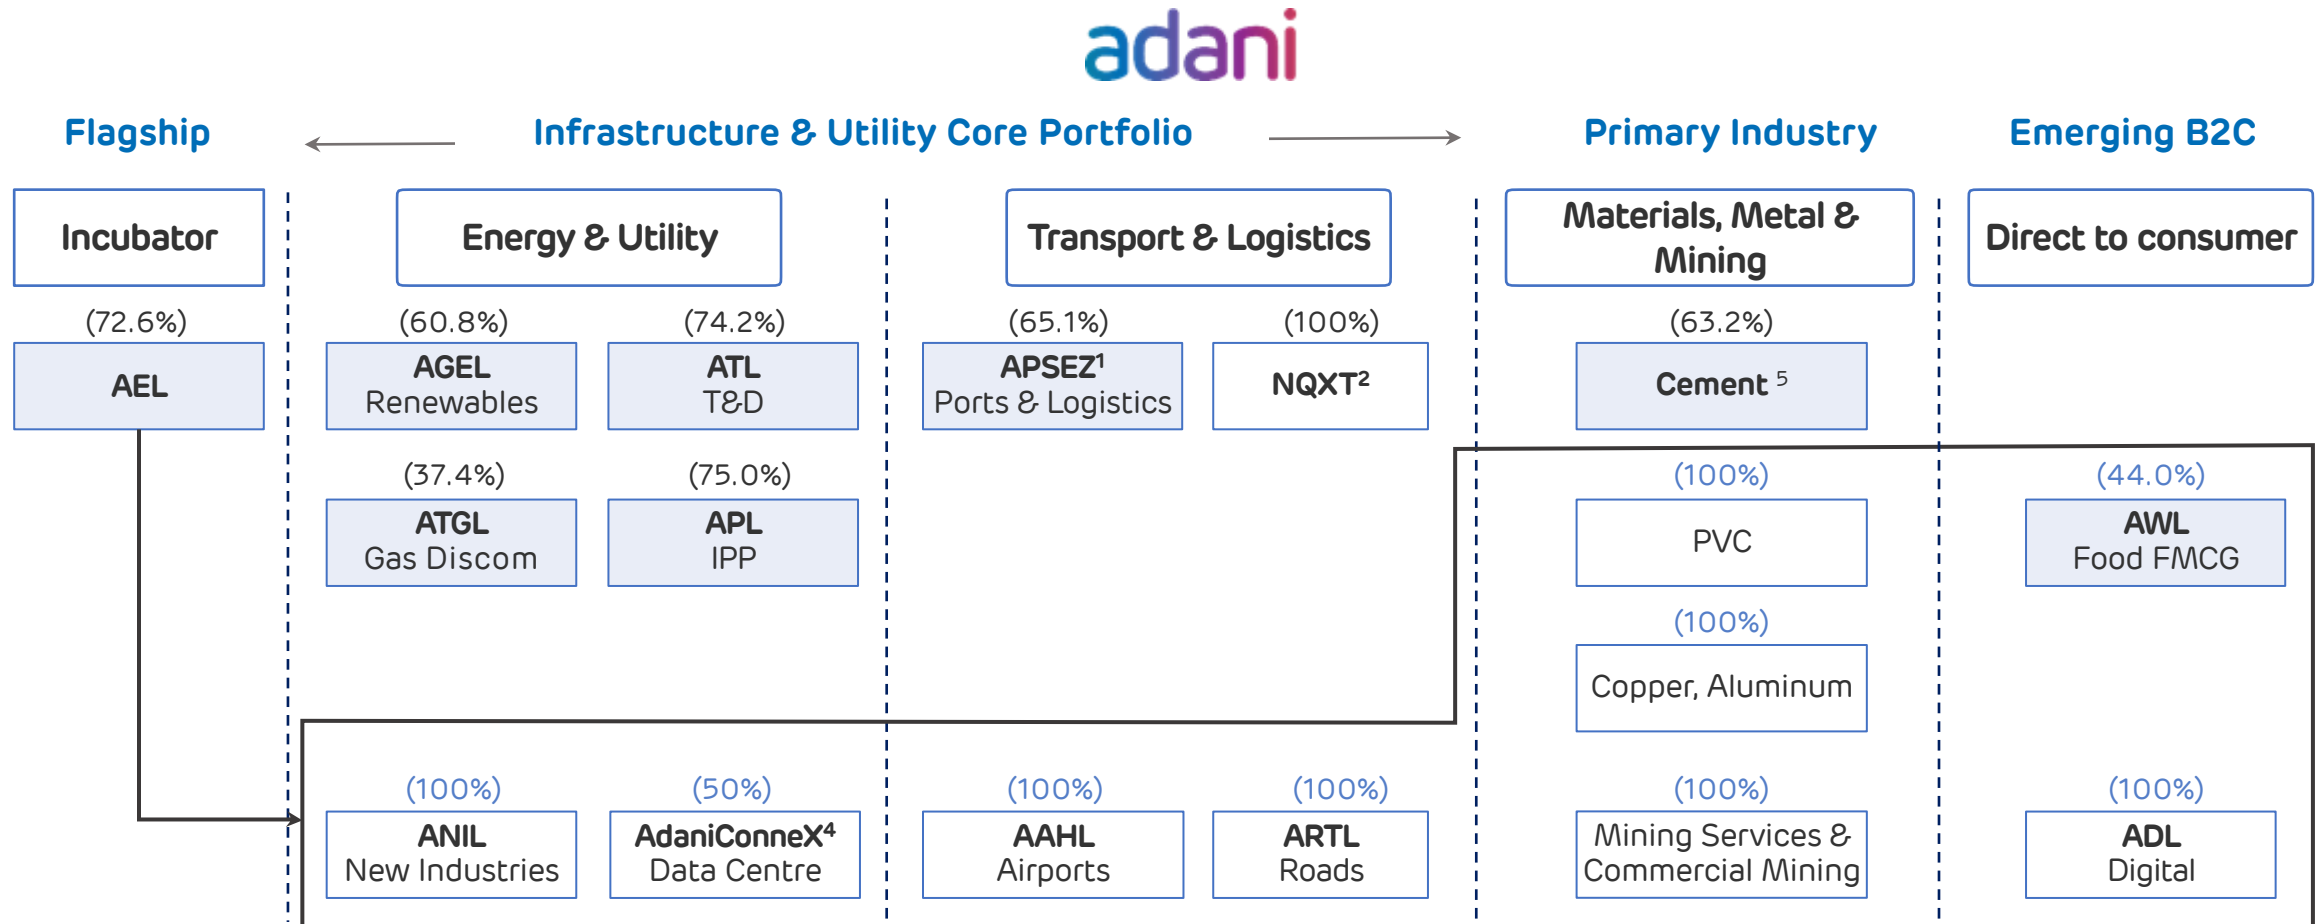 adani
Flagship
Infrastructure & Utility Core Portfolio
Primary Industry
Emerging B2C
Incubator
Energy & Utility
Transport & Logistics
Materials, Metal &
Mining
Direct to consumer
(72.6%)
(60.8%)
(74.2%)
(65.1%)
(100%)
(63.2%)
AEL
AGEL
Renewables
ATL
T&D
APSEZ¹
Ports & Logistics
NQXT²
Cement ⁵
(37.4%)
(75.0%)
(100%)
(44.0%)
ATGL
Gas Discom
APL
IPP
PVC
AWL
Food FMCG
(100%)
Copper, Aluminum
(100%)
(50%)
(100%)
(100%)
(100%)
(100%)
ANIL
New Industries
AdaniConneX⁴
Data Centre
AAHL
Airports
ARTL
Roads
Mining Services &
Commercial Mining
ADL
Digital